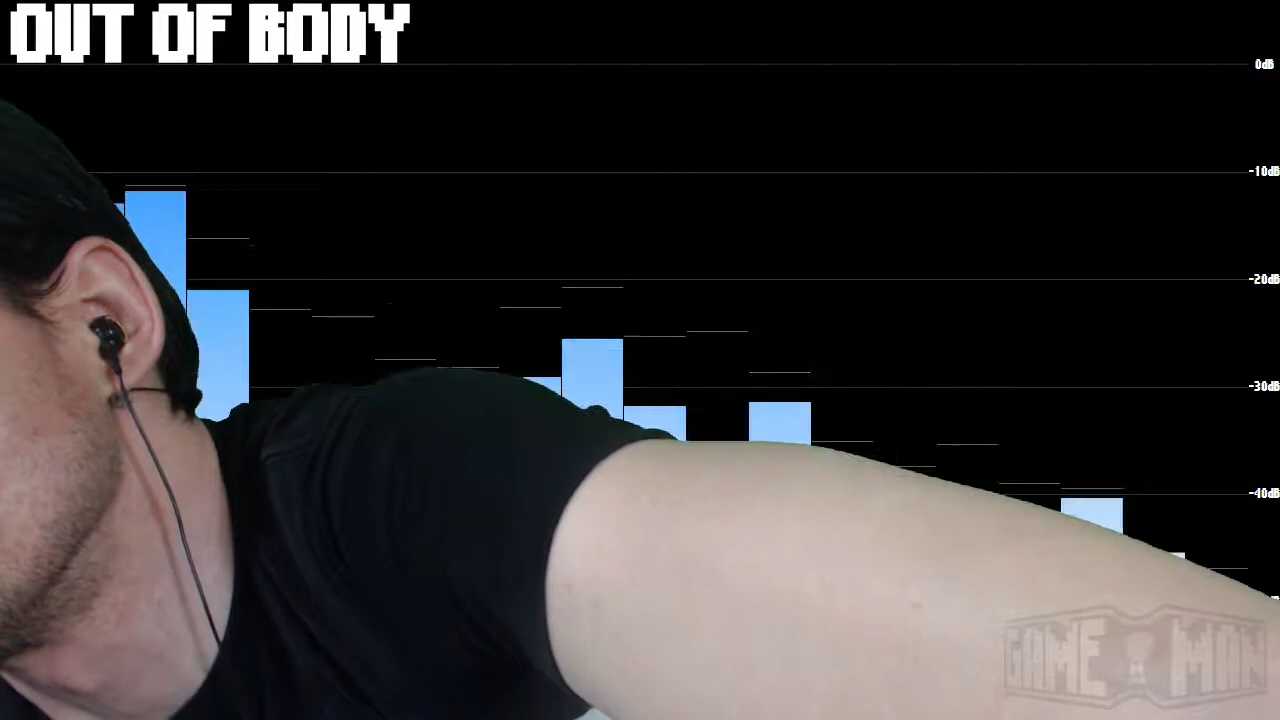 OUT OF BODY
0dB
-10dB
-20dB
-30dB
-40dB
GAME MAN